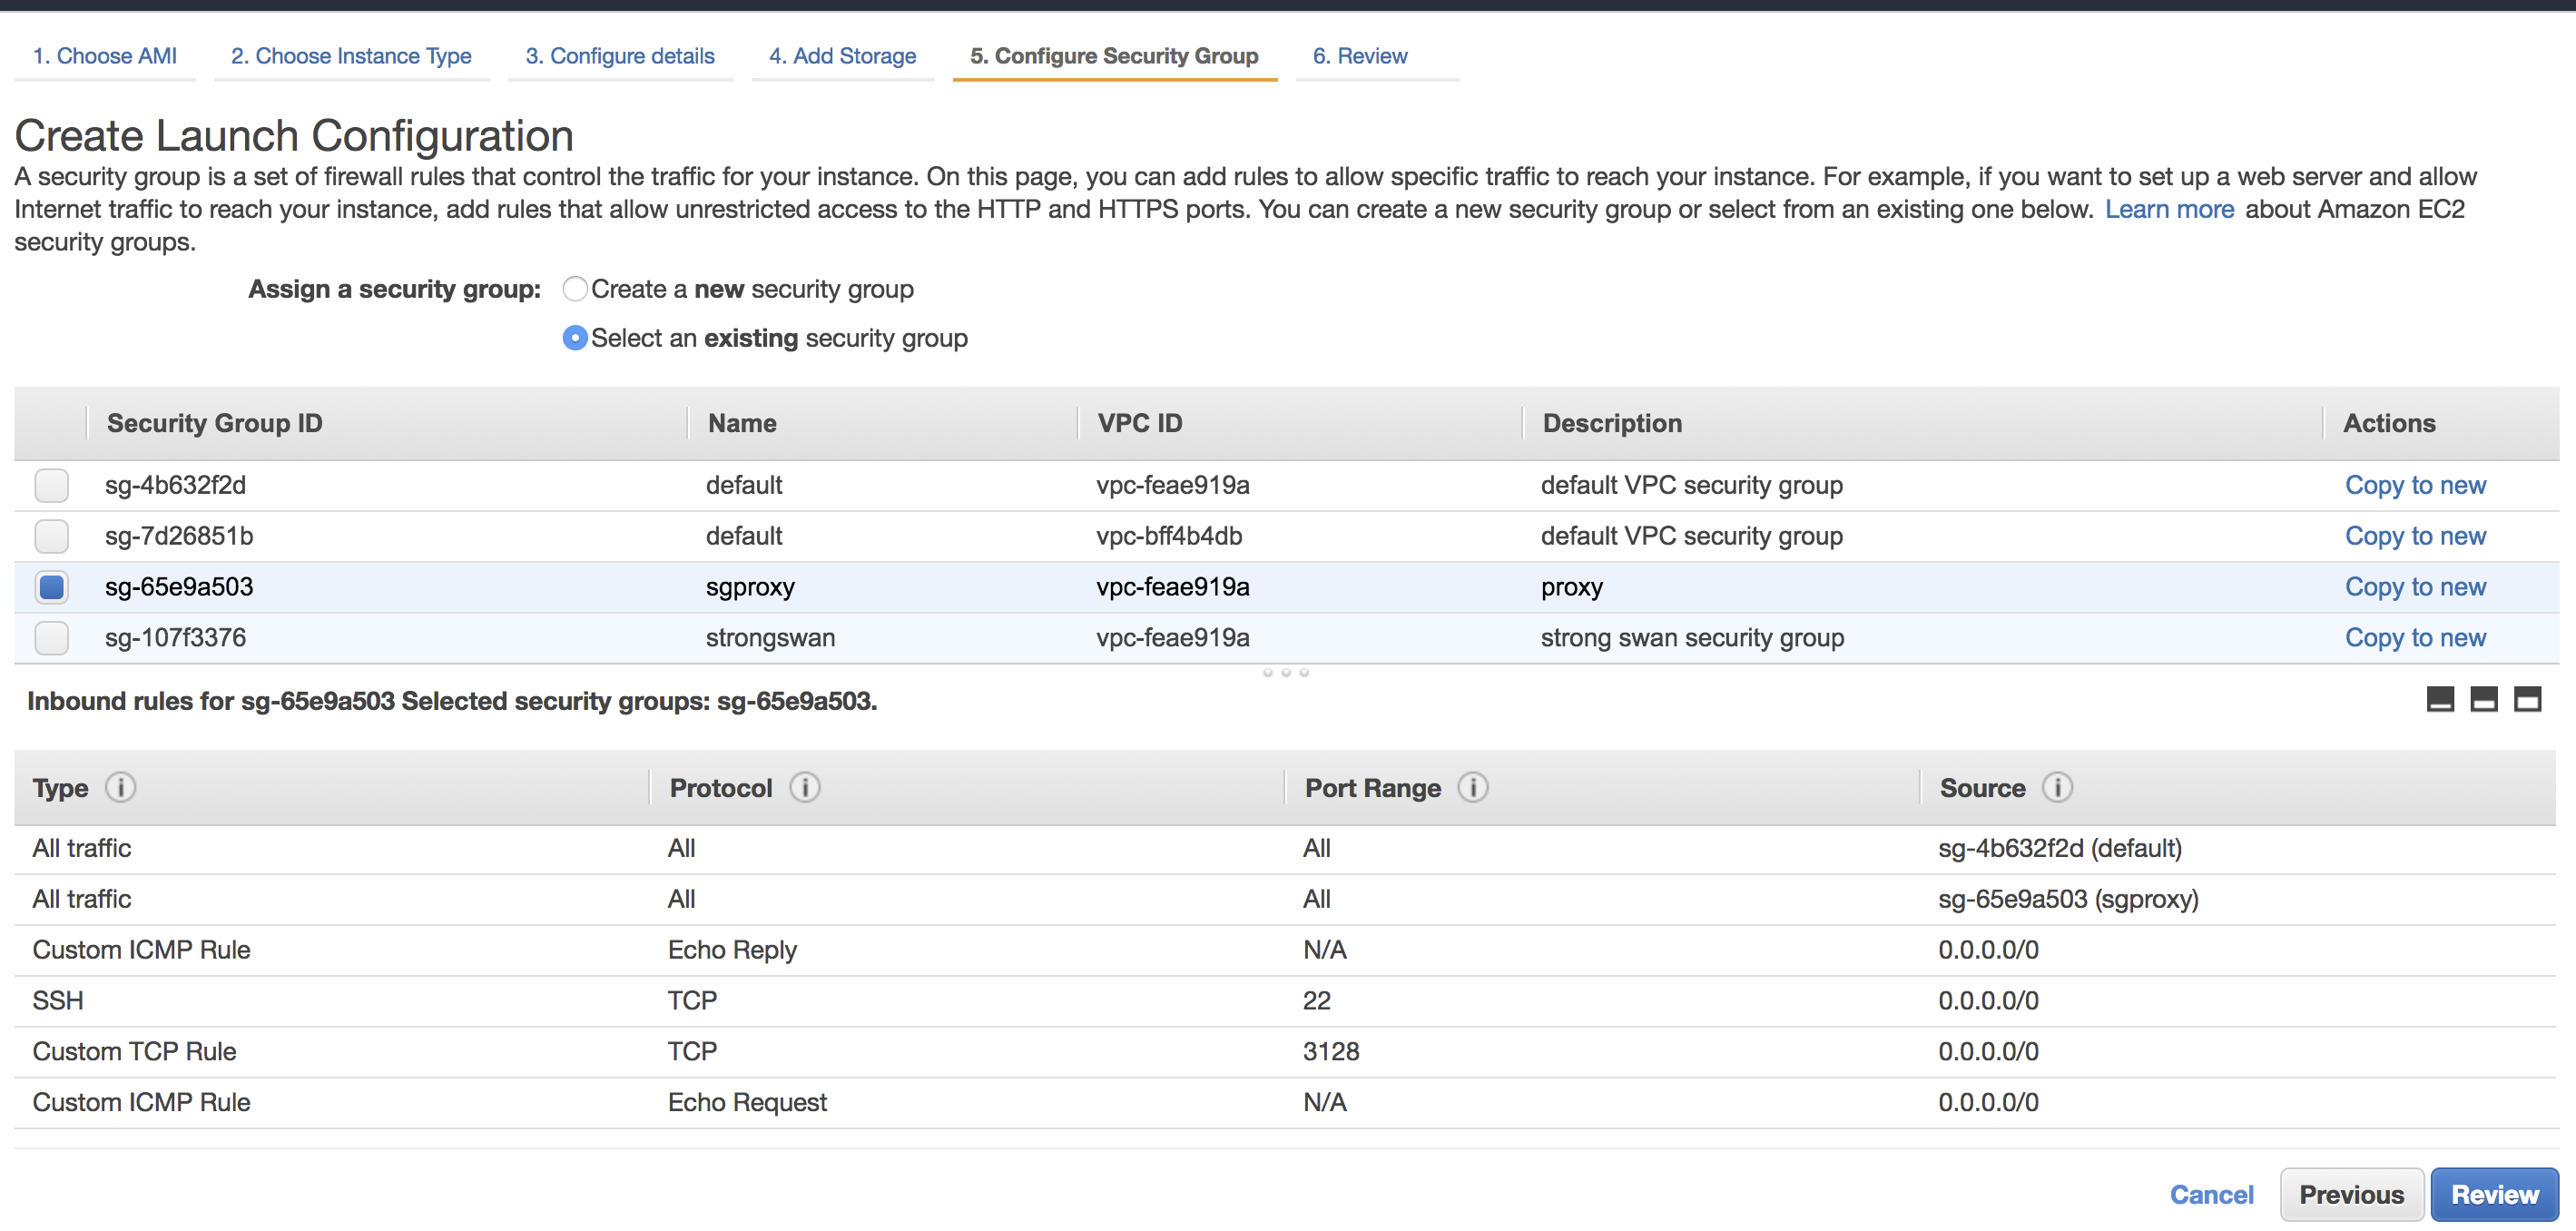 1. Choose AMI 2. Choose Instance Type 3. Configure details 4. Add Storage 5. Configure Security Group 6. Review
Create Launch Configuration
A security group is a set of firewall rules that control the traffic for your instance. On this page, you can add rules to allow specific traffic to reach your instance. For example, if you want to set up a web server and allow
Internet traffic to reach your instance, add rules that allow unrestricted access to the HTTP and HTTPS ports. You can create a new security group or select from an existing one below. Learn more about Amazon EC2
security groups.
Assign a security group: Create a new security group
Select an existing security group
Security Group ID Name VPC ID Description Actions
sg-4b632f2d default vpc-feae919a default VPC security group Copy to new
sg-7d26851b default vpc-bff4b4db default VPC security group Copy to new
sg-65e9a503 sgproxy vpc-feae919a proxy Copy to new
sg-107f3376 strongswan vpc-feae919a strong swan security group Copy to new
Inbound rules for sg-65e9a503 Selected security groups: sg-65e9a503.
Type i Protocol i Port Range i Source i
All traffic All All sg-4b632f2d (default)
All traffic All All sg-65e9a503 (sgproxy)
Custom ICMP Rule Echo Reply N/A 0.0.0.0/0
SSH TCP 22 0.0.0.0/0
Custom TCP Rule TCP 3128 0.0.0.0/0
Custom ICMP Rule Echo Request N/A 0.0.0.0/0
Cancel Previous Review